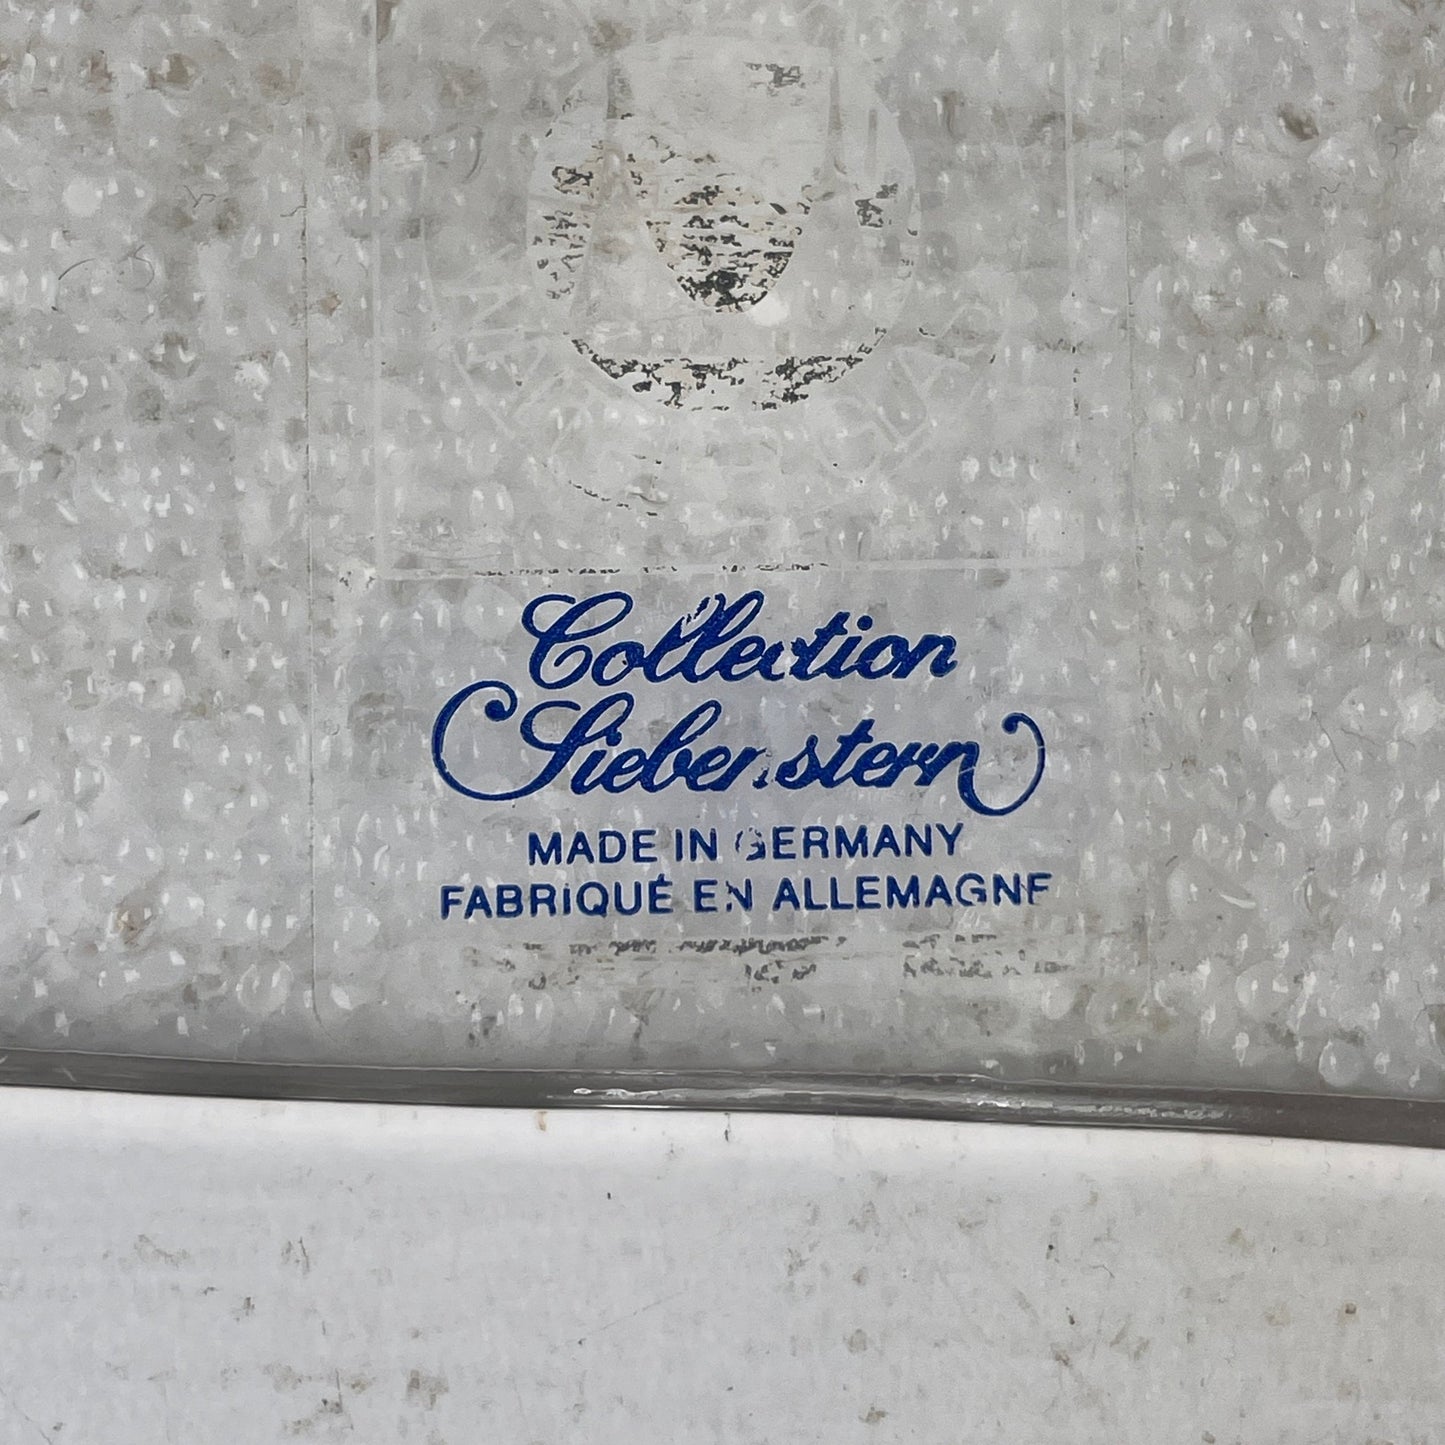 Collection
Siebenstern
MADE IN GERMANY
FABRIQUÉ EN ALLEMAGNE